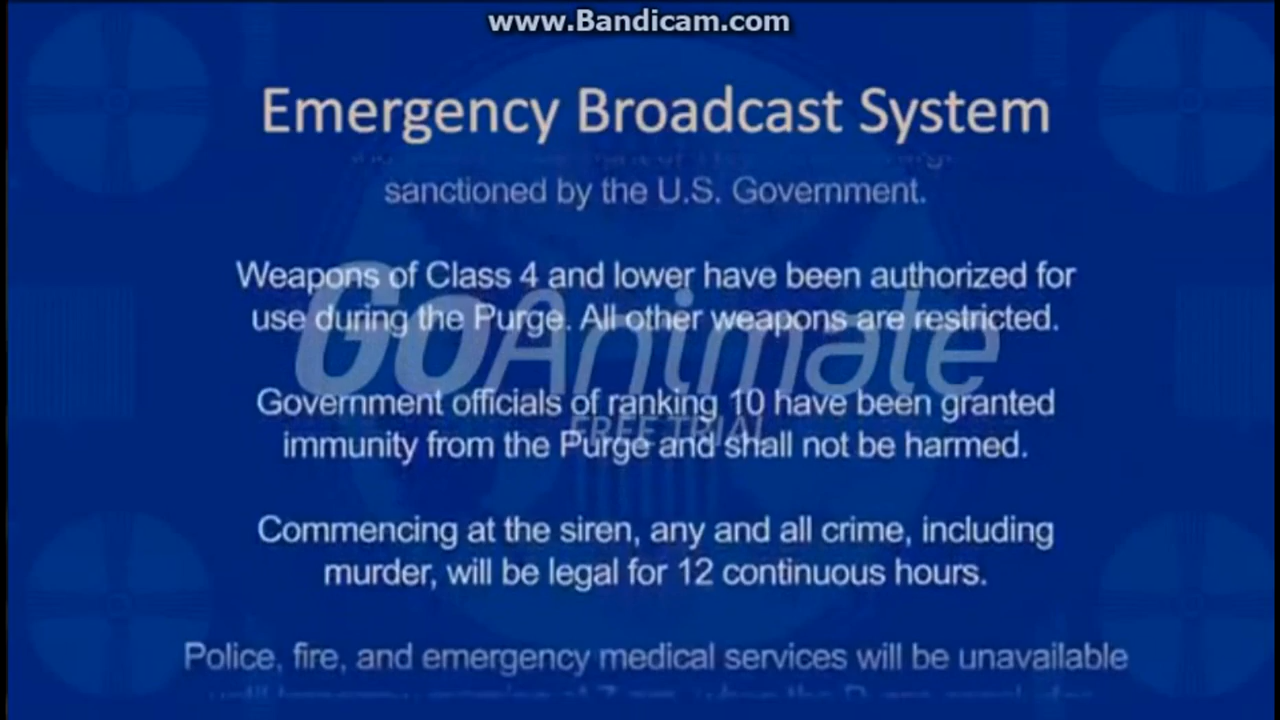 www.Bandicam.com
Emergency Broadcast System
sanctioned by the U.S. Government.
Weapons of Class 4 and lower have been authorized for
use during the Purge. All other weapons are restricted.
GoAnimate
Government officials of ranking 10 have been granted
FREE TRIAL
immunity from the Purge and shall not be harmed.
Commencing at the siren, any and all crime, including
murder, will be legal for 12 continuous hours.
Police, fire, and emergency medical services will be unavailable